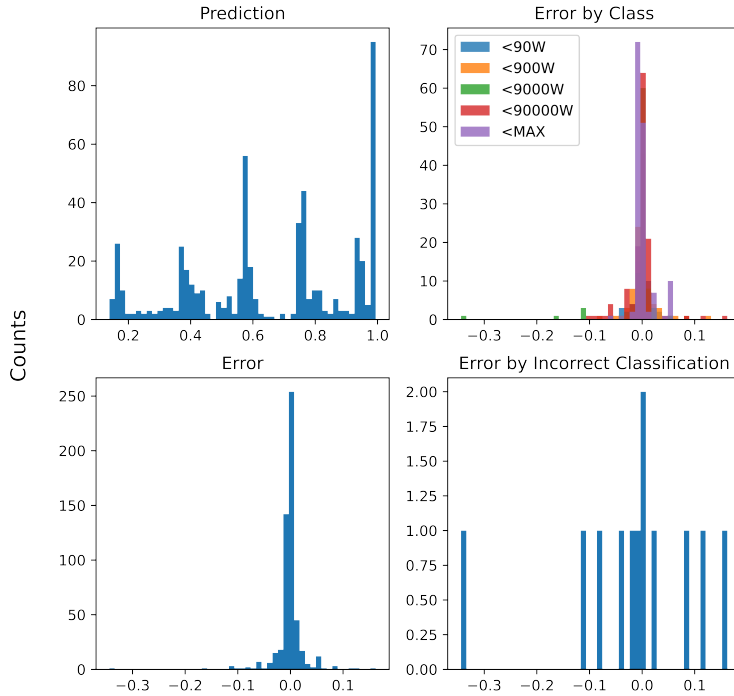 Prediction
Error by Class
80
60
40
20
0
0.2 0.4 0.6 0.8 1.0
70
60
50
40
30
20
10
0
<90W
<900W
<9000W
<90000W
<MAX
−0.3 −0.2 −0.1 0.0 0.1
Counts
Error
Error by Incorrect Classification
250
200
150
100
50
0
−0.3 −0.2 −0.1 0.0 0.1
2.00
1.75
1.50
1.25
1.00
0.75
0.50
0.25
0.00
−0.3 −0.2 −0.1 0.0 0.1